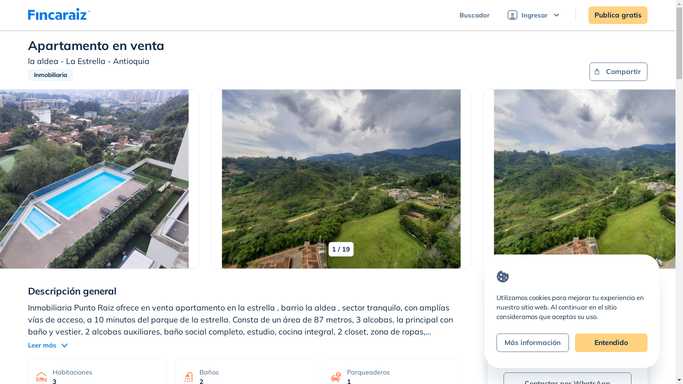 Fincaraiz
Buscador
Ingresar
Publica gratis
Apartamento en venta
la aldea - La Estrella - Antioquia
Inmobiliaria
Compartir
1 / 19
Descripción general
Inmobiliaria Punto Raiz ofrece en venta apartamento en la estrella , barrio la aldea , sector tranquilo, con amplias
vías de acceso, a 10 minutos del parque de la estrella. Consta de un área de 87 metros, 3 alcobas, la principal con
baño y vestier, 2 alcobas auxiliares, baño social completo, estudio, cocina integral, 2 closet, zona de ropas,...
Leer más
Habitaciones
3
Baños
2
Parqueaderos
1
Utilizamos cookies para mejorar tu experiencia en
nuestro sitio web. Al continuar en el sitio
consideramos que aceptas su uso.
Más información
Entendido
Contactar por WhatsApp